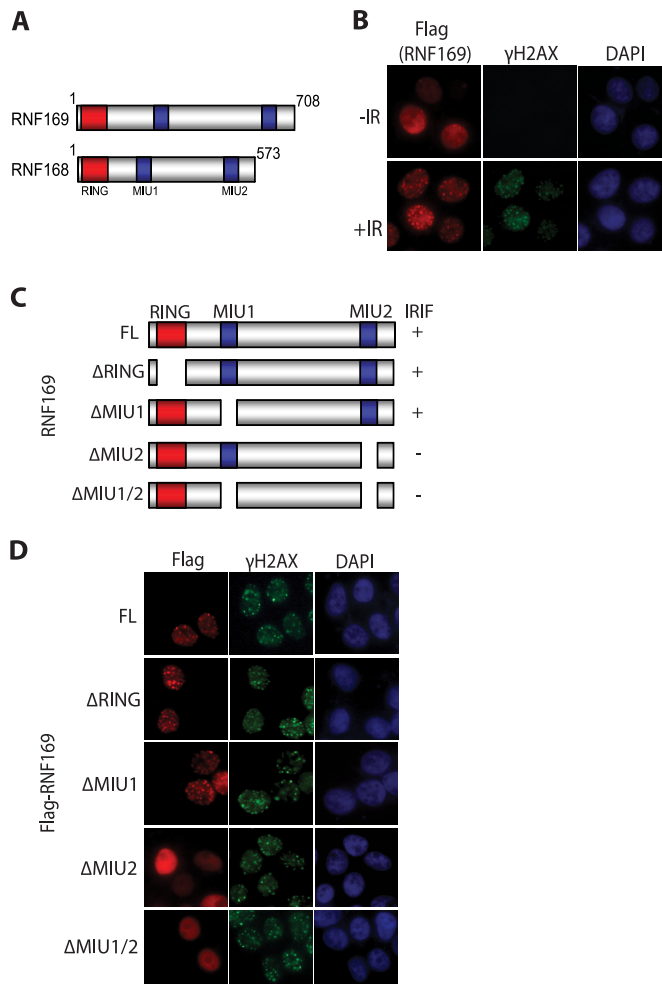 A
1
708
RNF169
1
573
RNF168
RING MIU1 MIU2
B
Flag
(RNF169) γH2AX DAPI
-IR
+IR
C
RING MIU1 MIU2 IRIF
FL +
ΔRING +
ΔMIU1 +
ΔMIU2 -
ΔMIU1/2 -
RNF169
D
Flag γH2AX DAPI
FL
ΔRING
ΔMIU1
ΔMIU2
ΔMIU1/2
Flag-RNF169